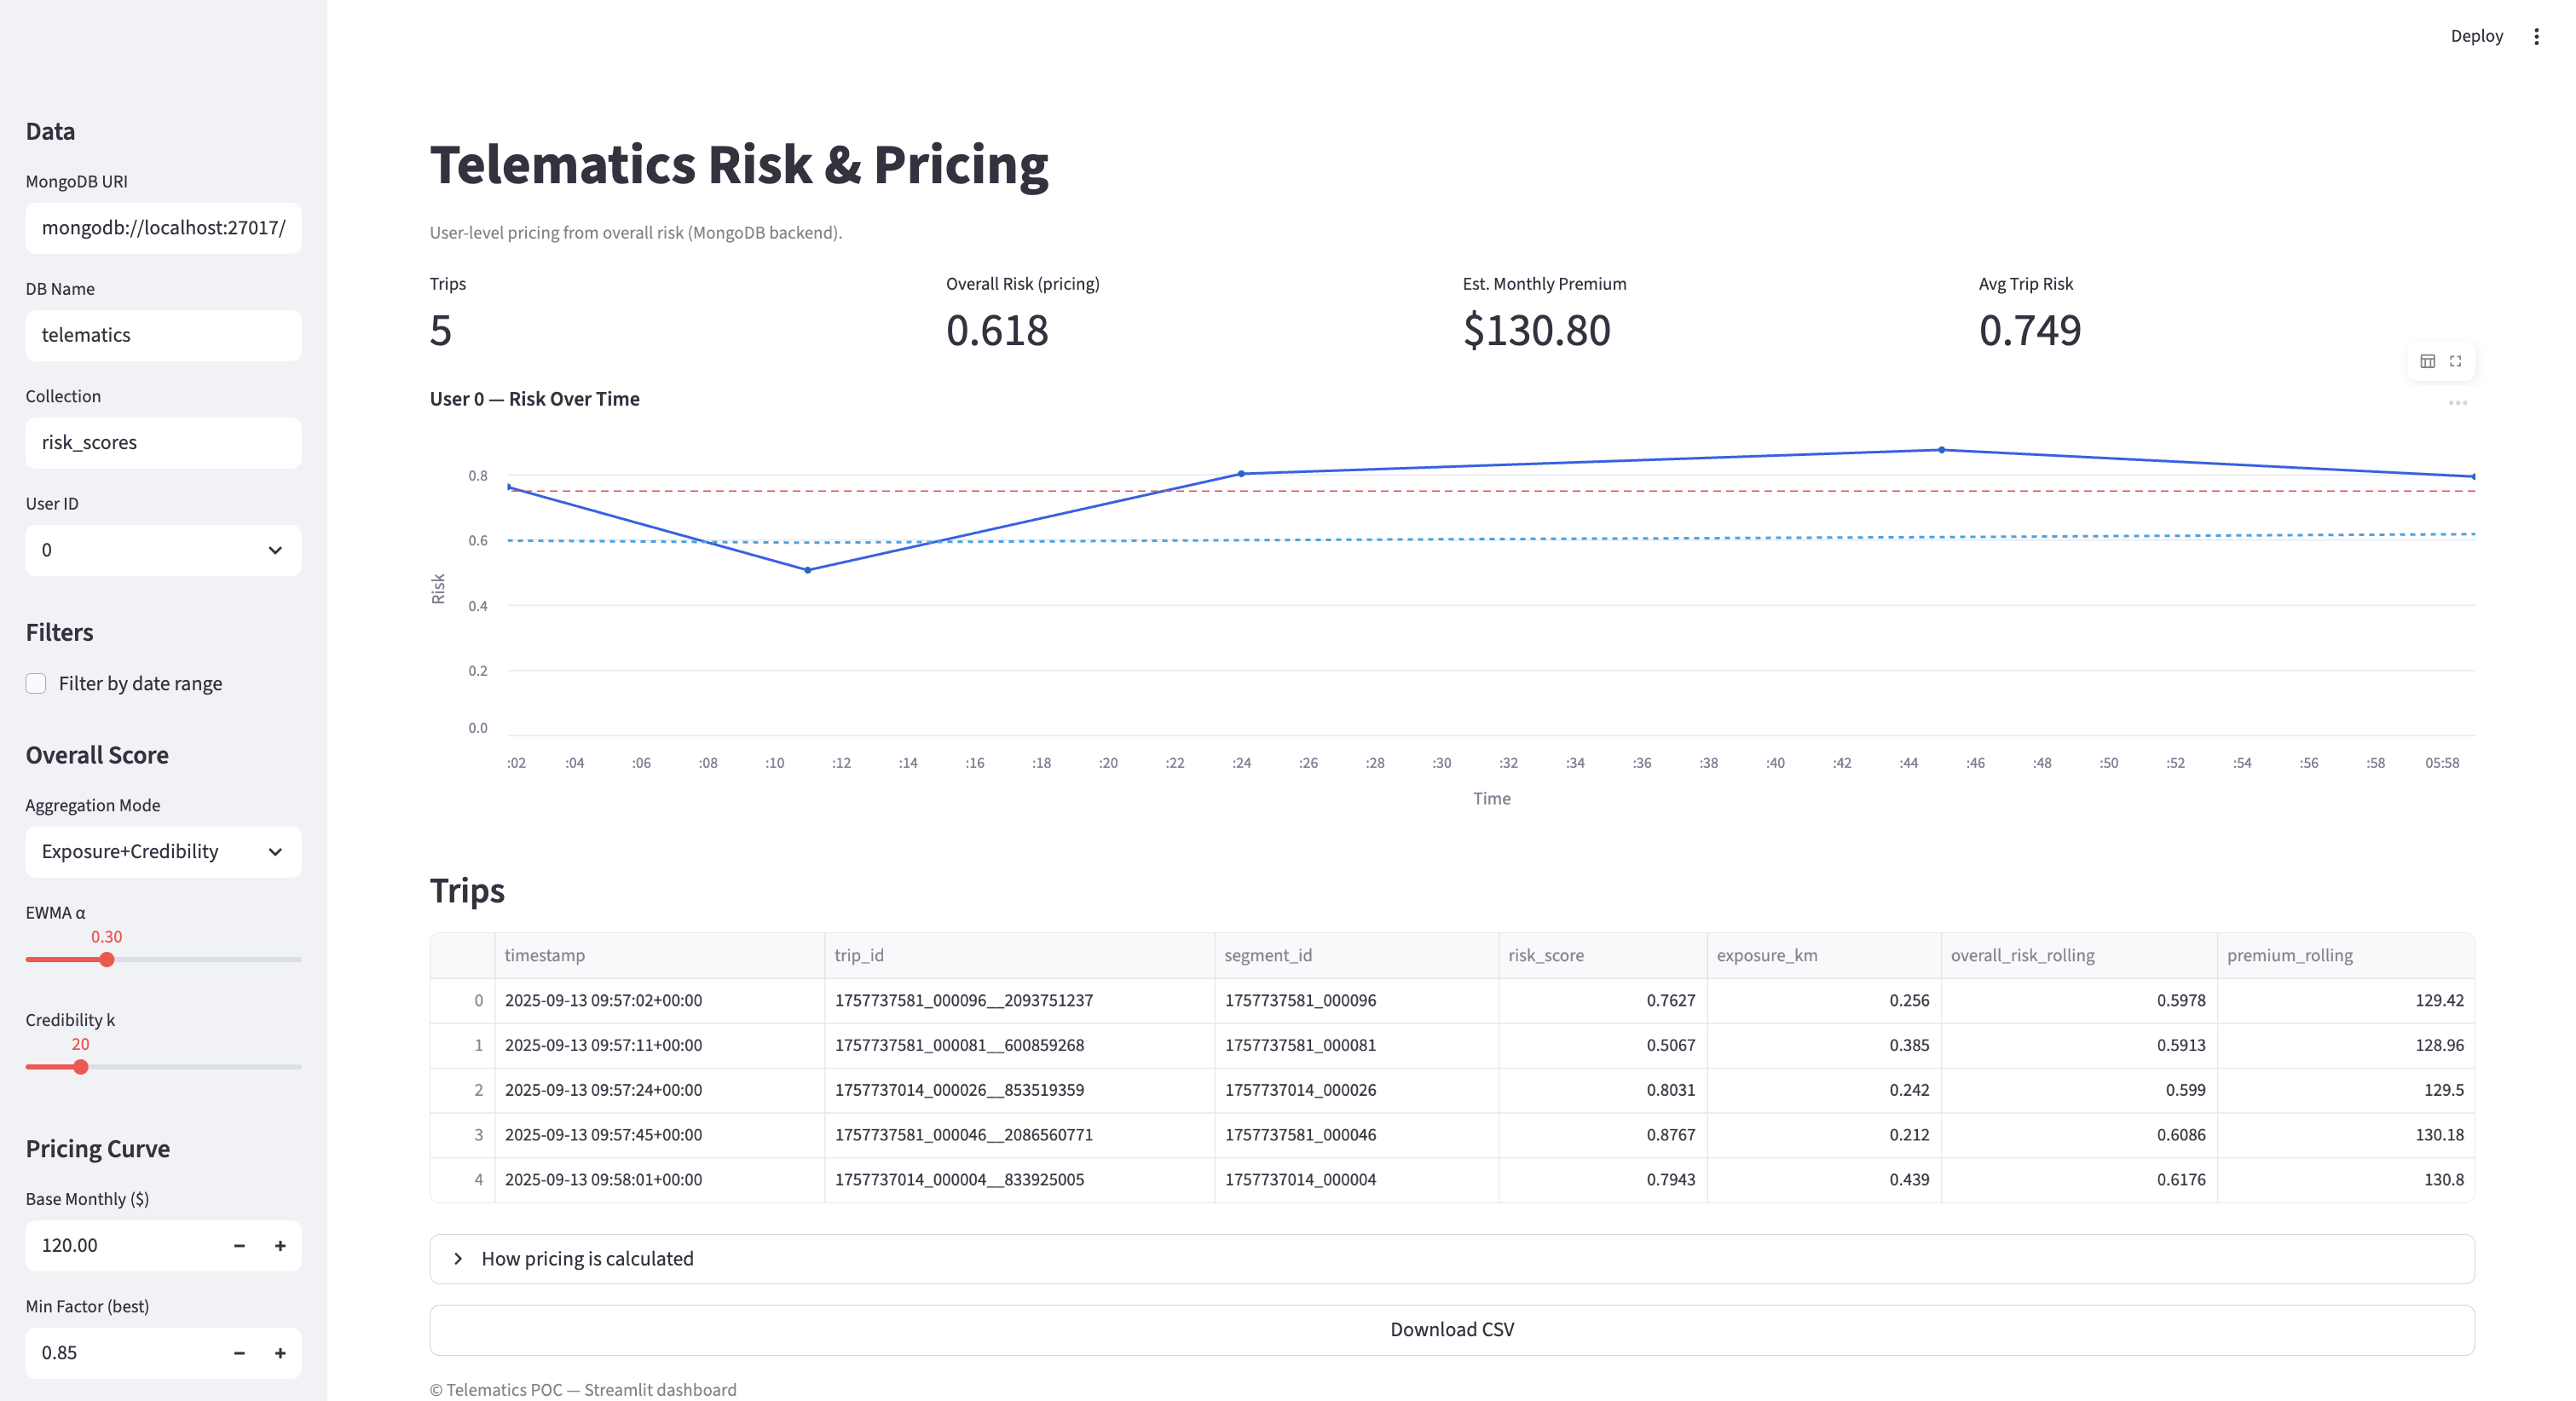 Deploy
Data
MongoDB URI
mongodb://localhost:27017/
DB Name
telematics
Collection
risk_scores
User ID
0
Filters
Filter by date range
Overall Score
Aggregation Mode
Exposure+Credibility
EWMA α
0.30
Credibility k
20
Pricing Curve
Base Monthly ($)
120.00
Min Factor (best)
0.85
Telematics Risk & Pricing
User-level pricing from overall risk (MongoDB backend).
Trips Overall Risk (pricing) Est. Monthly Premium Avg Trip Risk
5 0.618 $130.80 0.749
User 0 — Risk Over Time
Risk
0.8
0.6
0.4
0.2
0.0
:02 :04 :06 :08 :10 :12 :14 :16 :18 :20 :22 :24 :26 :28 :30 :32 :34 :36 :38 :40 :42 :44 :46 :48 :50 :52 :54 :56 :58 05:58
Time
Trips
timestamp trip_id segment_id risk_score exposure_km overall_risk_rolling premium_rolling
0 2025-09-13 09:57:02+00:00 1757737581_000096__2093751237 1757737581_000096 0.7627 0.256 0.5978 129.42
1 2025-09-13 09:57:11+00:00 1757737581_000081__600859268 1757737581_000081 0.5067 0.385 0.5913 128.96
2 2025-09-13 09:57:24+00:00 1757737014_000026__853519359 1757737014_000026 0.8031 0.242 0.599 129.5
3 2025-09-13 09:57:45+00:00 1757737581_000046__2086560771 1757737581_000046 0.8767 0.212 0.6086 130.18
4 2025-09-13 09:58:01+00:00 1757737014_000004__833925005 1757737014_000004 0.7943 0.439 0.6176 130.8
How pricing is calculated
Download CSV
© Telematics POC — Streamlit dashboard